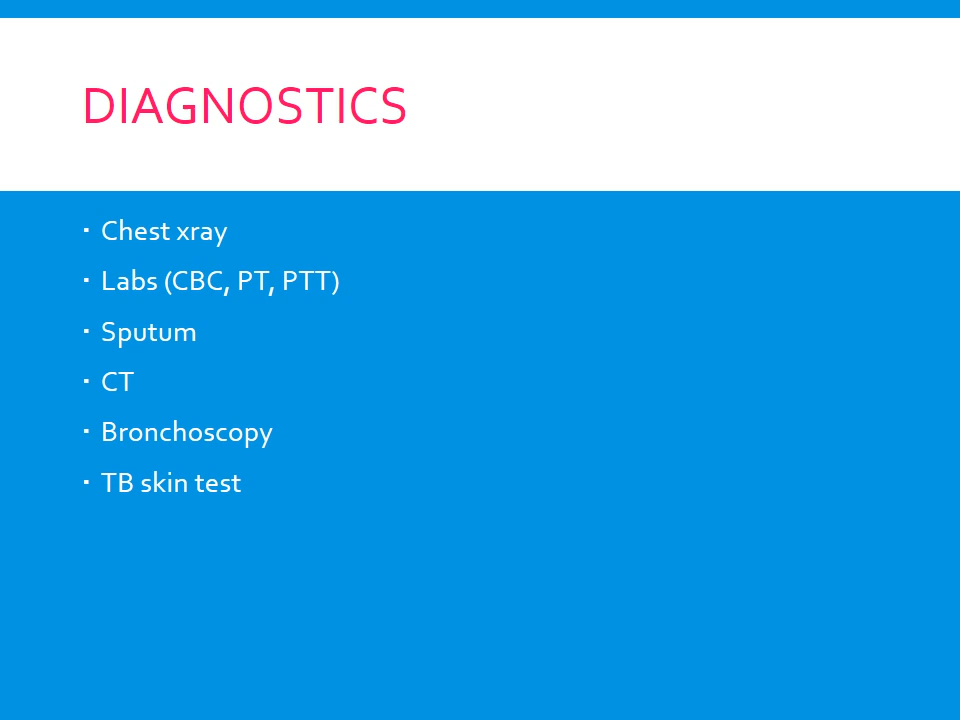 DIAGNOSTICS
▪ Chest xray
▪ Labs (CBC, PT, PTT)
▪ Sputum
▪ CT
▪ Bronchoscopy
▪ TB skin test